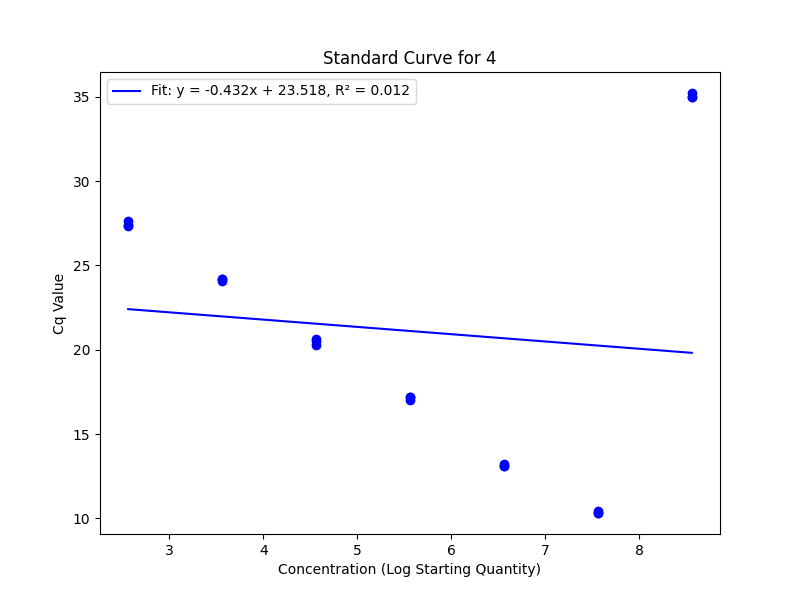 Standard Curve for 4
Fit: y = -0.432x + 23.518, R² = 0.012
35
30
25
20
15
10
Cq Value
3 4 5 6 7 8
Concentration (Log Starting Quantity)